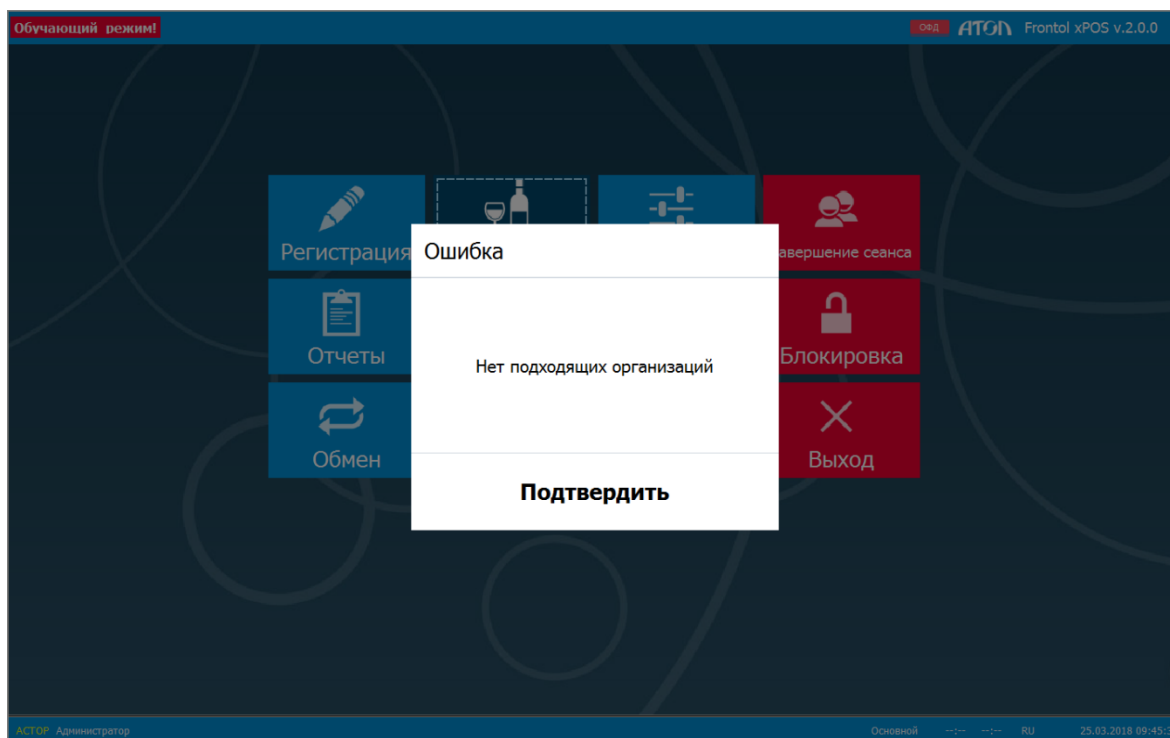 Обучающий режим!
ОФД АТОЛ Frontol xPOS v.2.0.0
Регистрация
авершение сеанса
Ошибка
Отчеты
Нет подходящих организаций
Блокировка
Обмен
Выход
Подтвердить
АСТОР Администратор
Основной --:-- --:-- RU 25.03.2018 09:45: